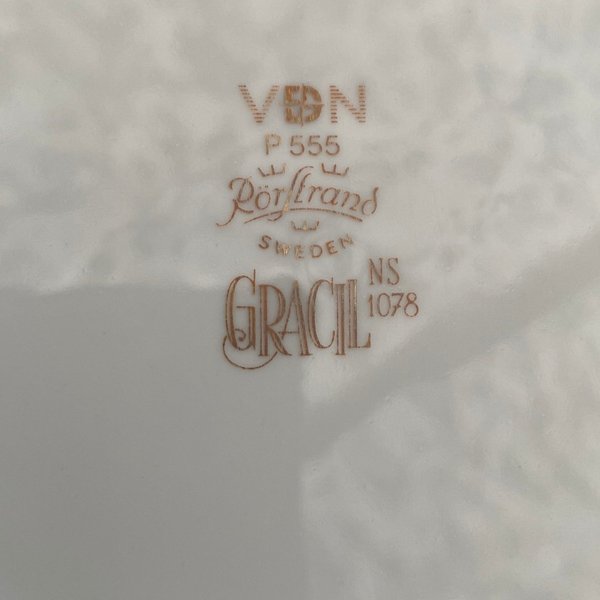 VDN
P 555
Rörstrand
SWEDEN
GRACIL NS
1078